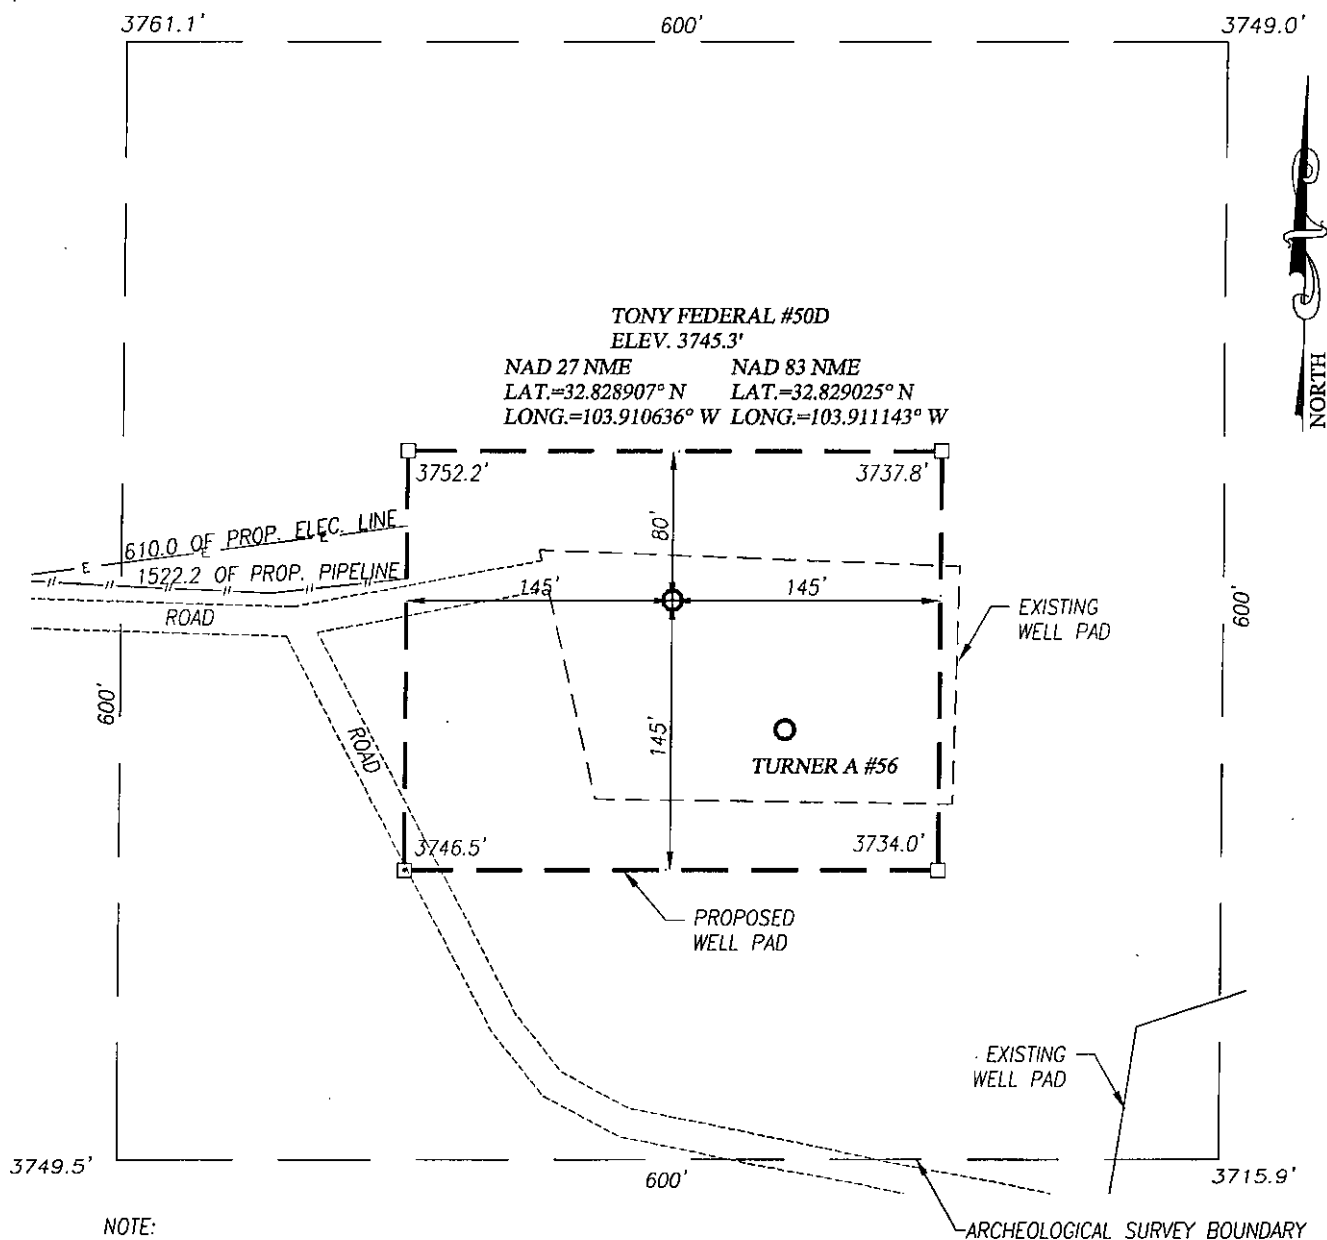 3761.1'
600'
3749.0'
NORTH
TONY FEDERAL #50D
ELEV. 3745.3'
NAD 27 NME
NAD 83 NME
LAT.=32.828907° N
LAT.=32.829025° N
LONG.=103.910636° W
LONG.=103.911143° W
3752.2'
3737.8'
80'
610.0 OF PROP. ELEC. LINE
E
E
E
1522.2 OF PROP. PIPELINE
145'
145'
ROAD
EXISTING
WELL PAD
600'
600'
ROAD
145'
TURNER A #56
3746.5'
3734.0'
PROPOSED
WELL PAD
EXISTING
WELL PAD
3749.5'
600'
3715.9'
NOTE:
ARCHEOLOGICAL SURVEY BOUNDARY